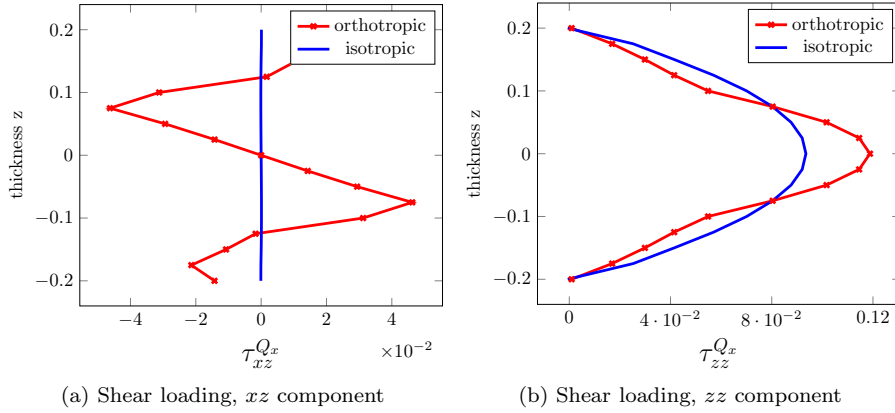 orthotropic
isotropic
0.2
0.1
0
−0.1
−0.2
thickness z
−4 −2 0 2 4
·10⁻²
τ_{xz}^{Q_x}
(a) Shear loading, xz component
orthotropic
isotropic
0.2
0.1
0
−0.1
−0.2
thickness z
0 4·10⁻² 8·10⁻² 0.12
τ_{zz}^{Q_x}
(b) Shear loading, zz component